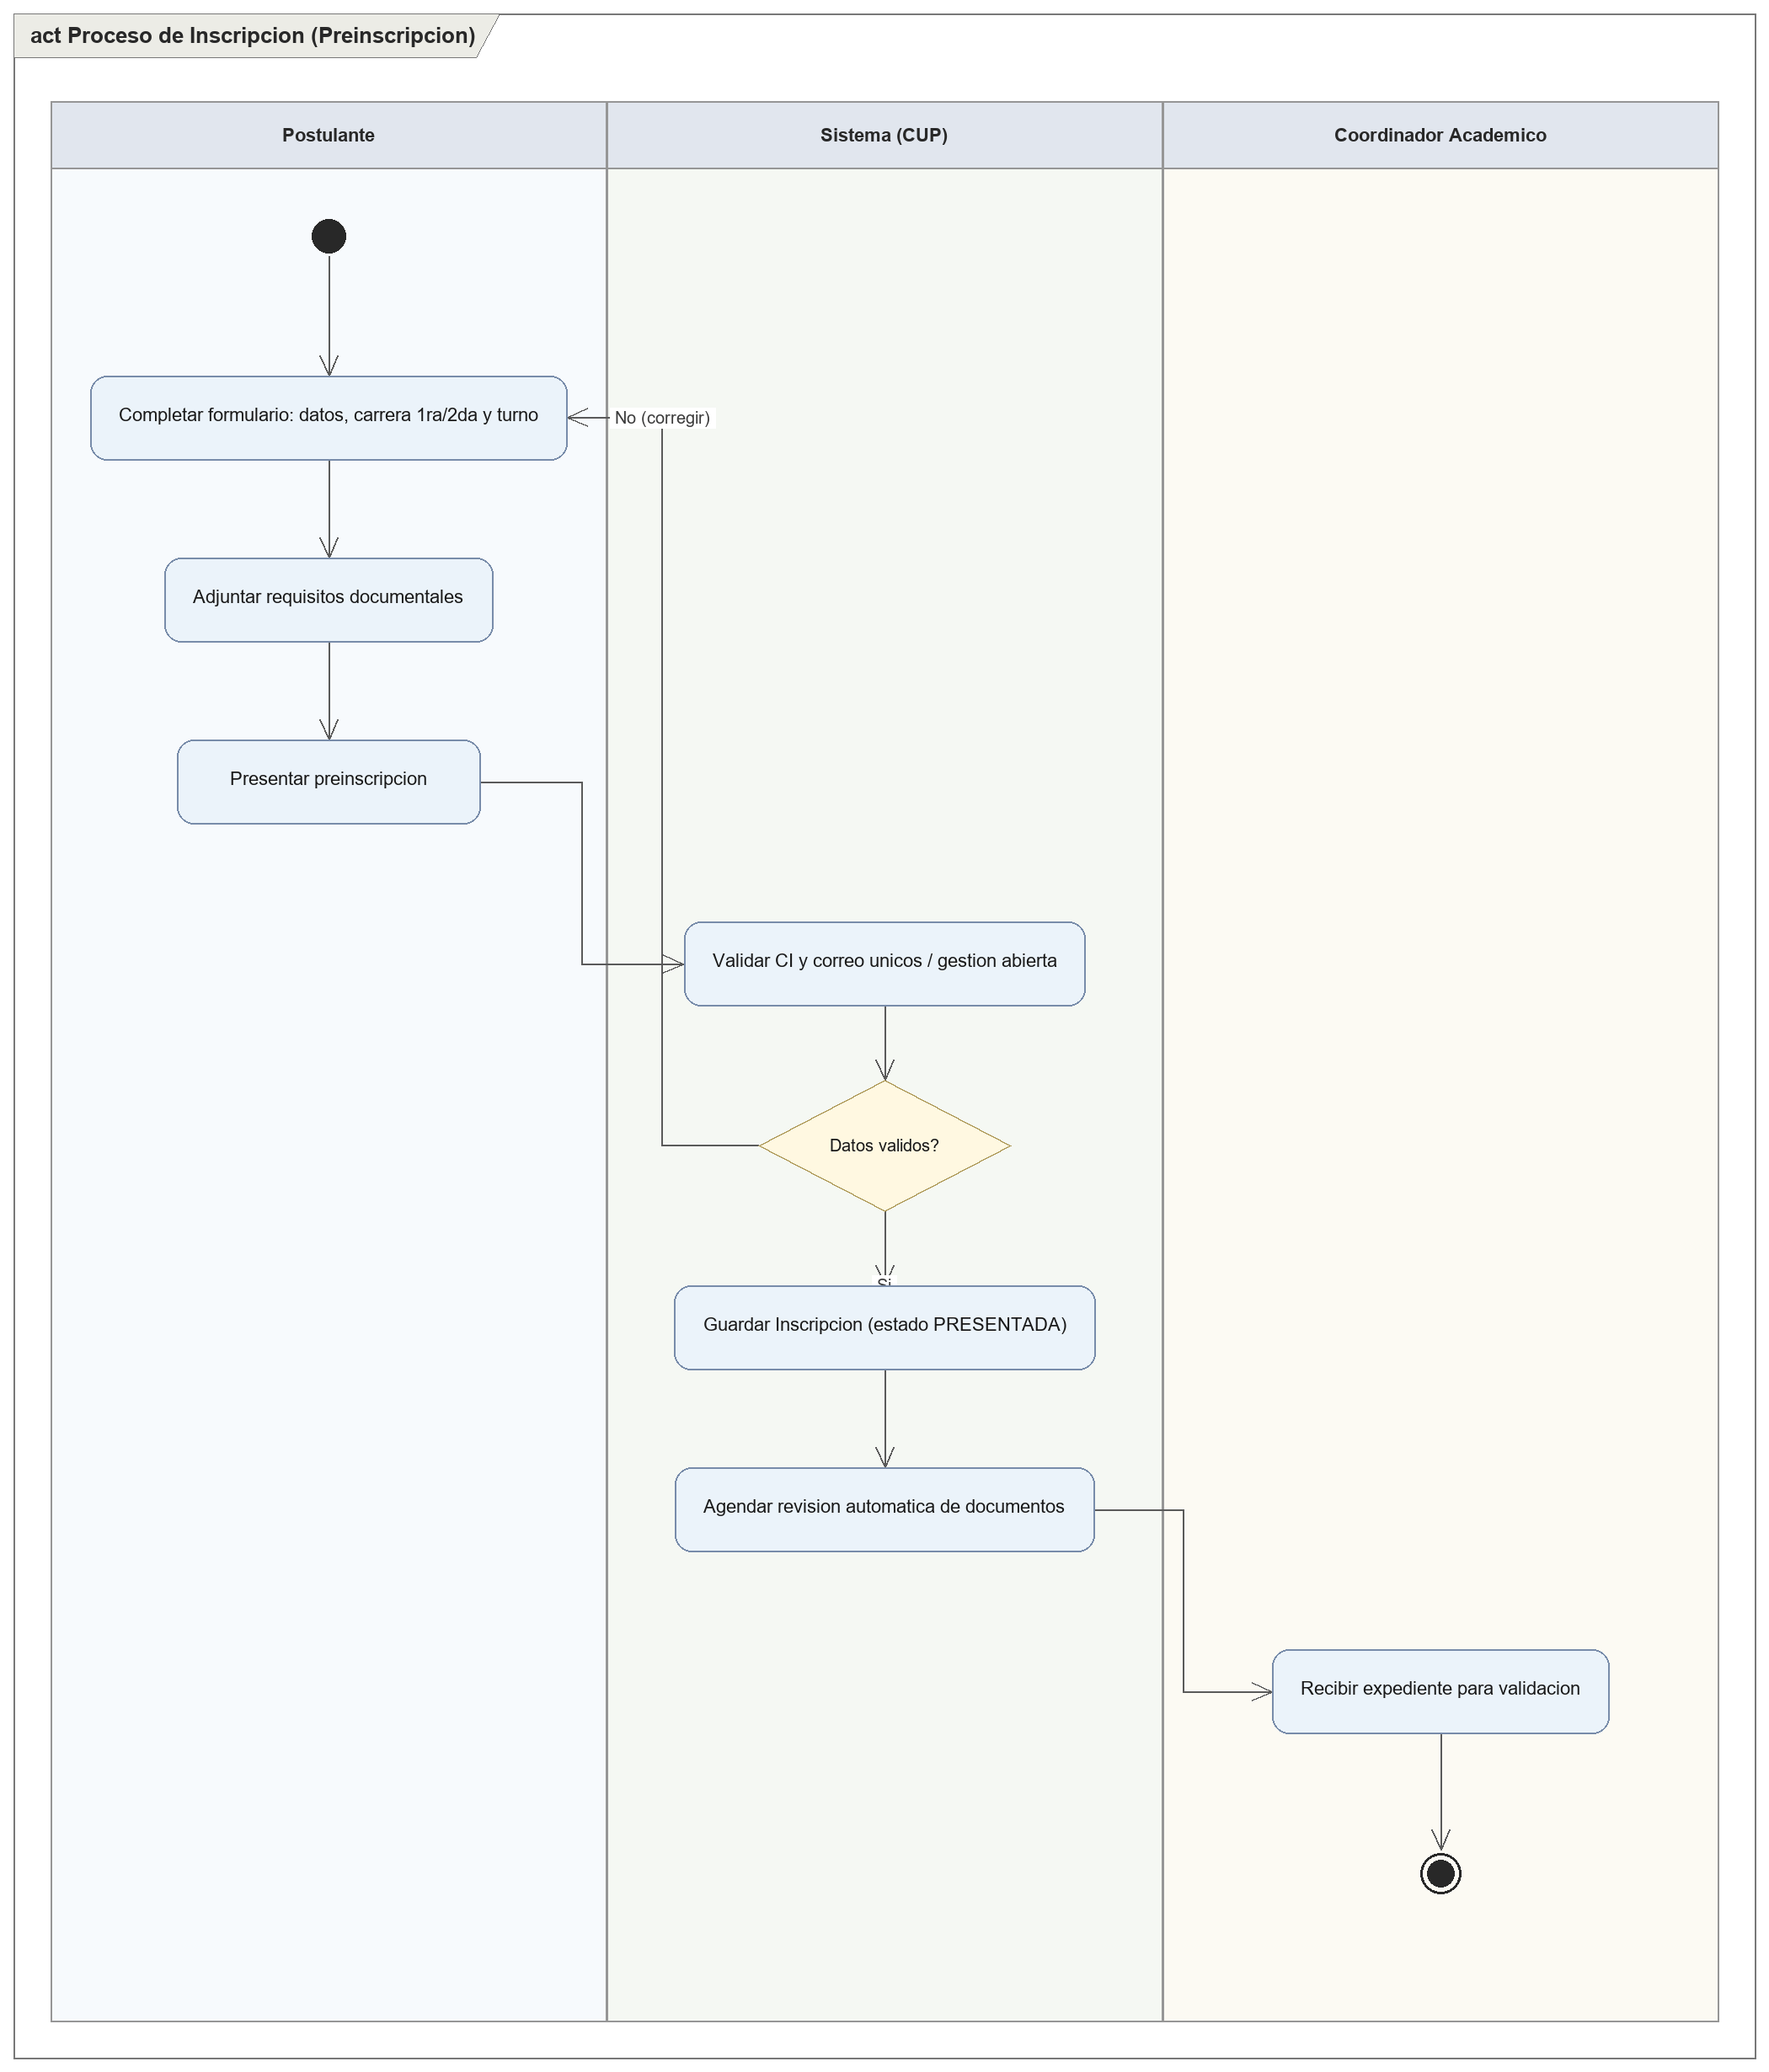 act Proceso de Inscripcion (Preinscripcion)
Postulante
Sistema (CUP)
Coordinador Academico
Completar formulario: datos, carrera 1ra/2da y turno
No (corregir)
Adjuntar requisitos documentales
Presentar preinscripcion
Validar CI y correo unicos / gestion abierta
Datos validos?
Si
Guardar Inscripcion (estado PRESENTADA)
Agendar revision automatica de documentos
Recibir expediente para validacion